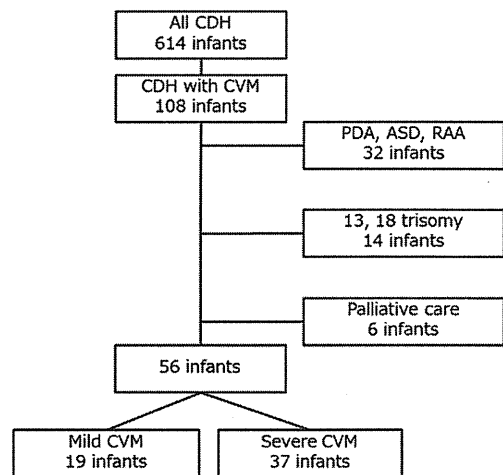 All CDH
614 infants
CDH with CVM
108 infants
PDA, ASD, RAA
32 infants
13, 18 trisomy
14 infants
Palliative care
6 infants
56 infants
Mild CVM
19 infants
Severe CVM
37 infants